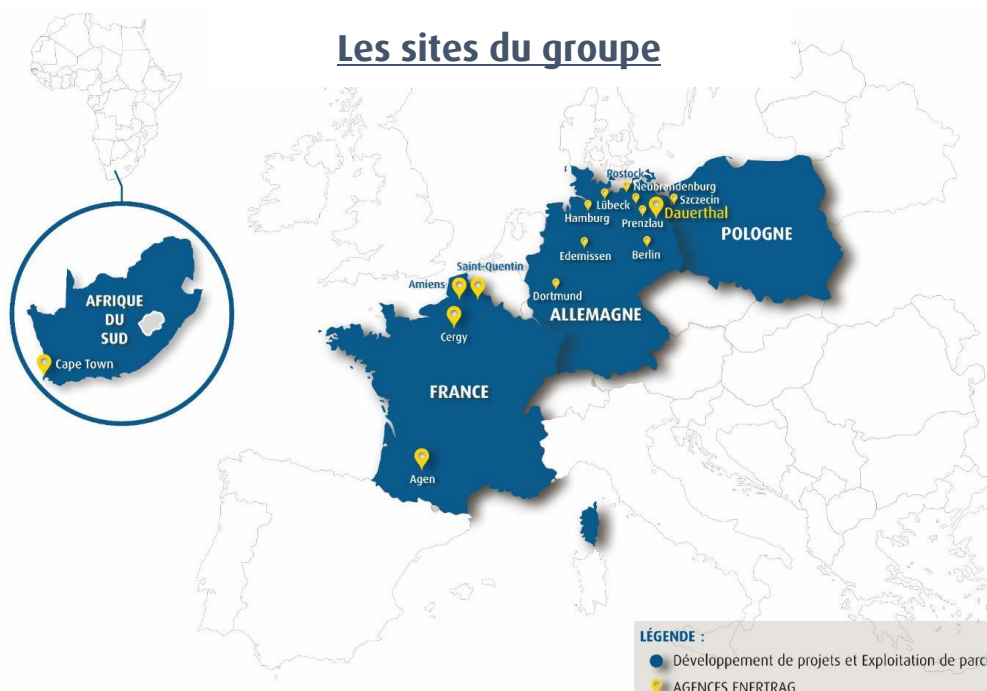 Les sites du groupe
Rostock
Neubrandenburg
Lübeck
Szczecin
Hamburg
Prenzlau
Dauerthal
POLOGNE
Edemissen
Berlin
Saint-Quentin
Amiens
Dortmund
ALLEMAGNE
Cergy
AFRIQUE
DU
SUD
Cape Town
FRANCE
Agen
LÉGENDE :
Développement de projets et Exploitation de parc
AGENCES ENERTRAG